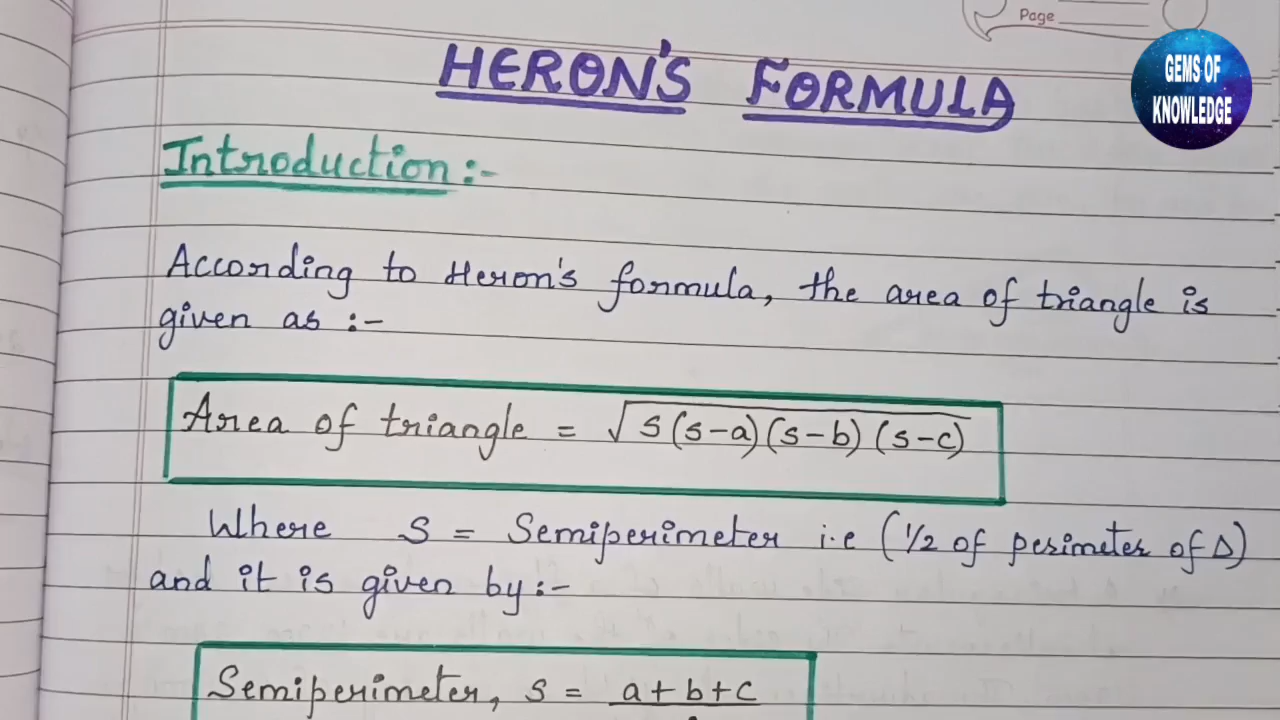 Page
GEMS OF
KNOWLEDGE
HERON'S FORMULA
Introduction :-
According to Heron's formula, the area of triangle is
given as :-
Area of triangle = √s(s-a)(s-b)(s-c)
Where S = Semiperimeter i.e (1/2 of perimeter of Δ)
and it is given by:-
Semiperimeter, s = a+b+c